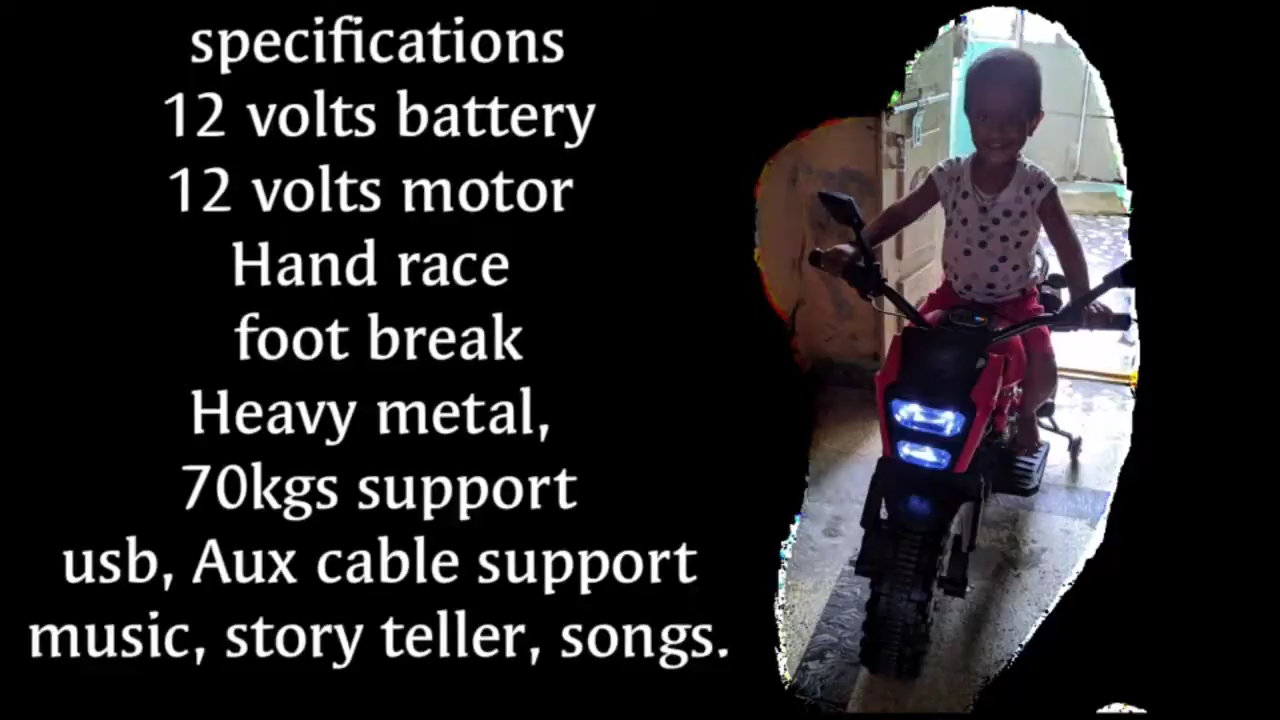 specifications
12 volts battery
12 volts motor
Hand race
foot break
Heavy metal,
70kgs support
usb, Aux cable support
music, story teller, songs.